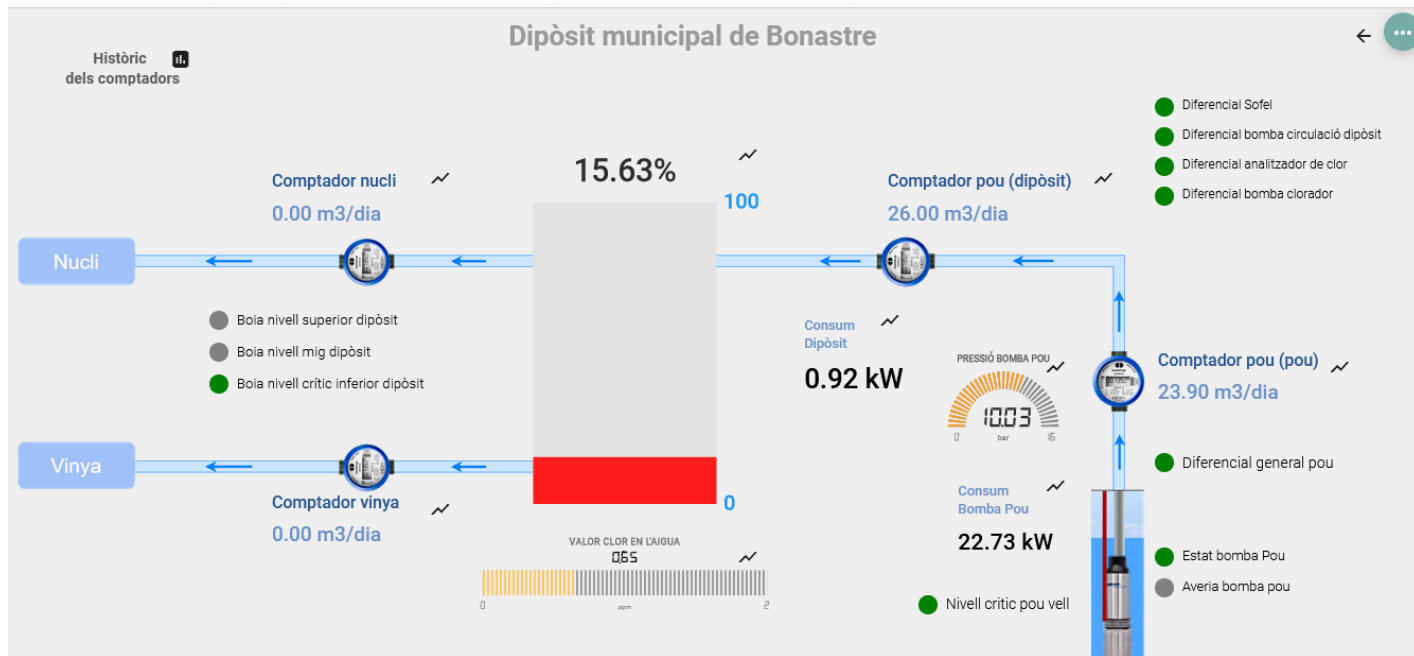 Dipòsit municipal de Bonastre
Històric
dels comptadors
Diferencial Sofel
Diferencial bomba circulació dipòsit
Diferencial analitzador de clor
Diferencial bomba clorador
15.63%
100
Comptador nucli
0.00 m3/dia
Comptador pou (dipòsit)
26.00 m3/dia
Nucli
Boia nivell superior dipòsit
Boia nivell mig dipòsit
Boia nivell crític inferior dipòsit
Consum
Dipòsit
0.92 kW
PRESSIÓ BOMBA POU
10.03
0
bar
16
Comptador pou (pou)
23.90 m3/dia
Vinya
Comptador vinya
0.00 m3/dia
0
Diferencial general pou
Consum
Bomba Pou
22.73 kW
VALOR CLOR EN L'AIGUA
0.65
0
ppm
2
Estat bomba Pou
Averia bomba pou
Nivell critic pou vell